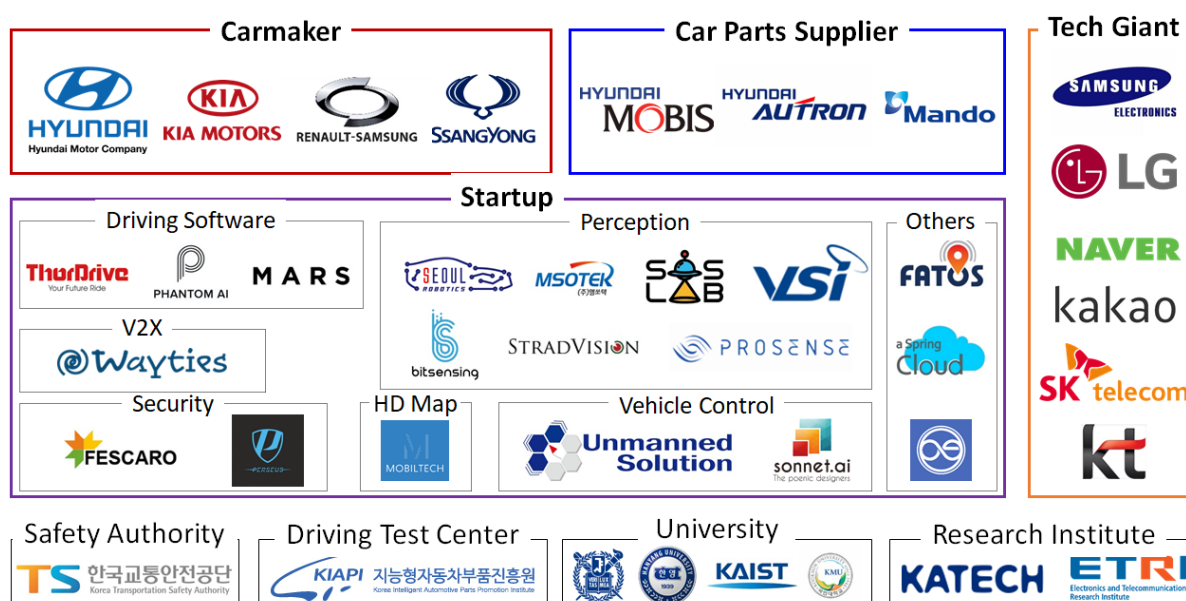 Carmaker
HYUNDAI
Hyundai Motor Company
KIA
KIA MOTORS
RENAULT-SAMSUNG
SSANGYONG
Car Parts Supplier
HYUNDAI
MOBIS
HYUNDAI
AUTRON
Mando
Tech Giant
SAMSUNG
ELECTRONICS
LG
NAVER
kakao
SK telecom
kt
Startup
Driving Software
ThorDrive
Your Future Ride
PHANTOM AI
MARS
V2X
Wayties
Security
FESCARO
PERSEUS
Perception
SEOUL
ROBOTICS
MSOTEK
(주)엠쏘텍
SOS
LAB
VSI
bitsensing
STRADVISION
PROSENSE
HD Map
MOBILTECH
Vehicle Control
Unmanned
Solution
sonnet.ai
The poenic designers
Others
FATOS
a Spring
Cloud
Safety Authority
TS 한국교통안전공단
Korea Transportation Safety Authority
Driving Test Center
KIAPI 지능형자동차부품진흥원
Korea Intelligent Automotive Parts Promotion Institute
University
KAIST
KMU
Research Institute
KATECH
ETRI
Electronics and Telecommunication
Research Institute